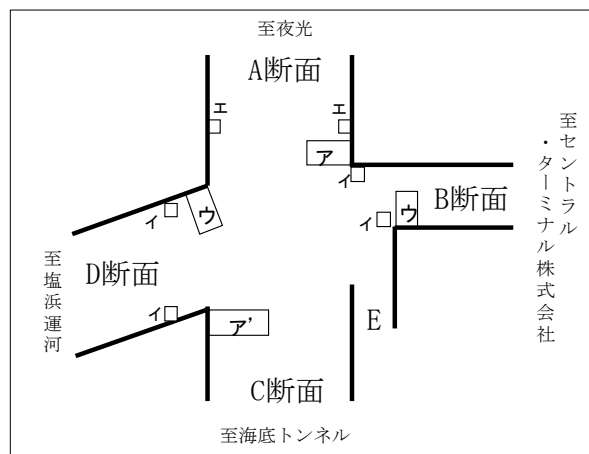 至夜光
A断面
エ
エ
ア
イ
ウ
B断面
イ
イ
ウ
D断面
イ
ア'
E
C断面
至海底トンネル
至塩浜運河
至セントラル
・ターミナル株式会社